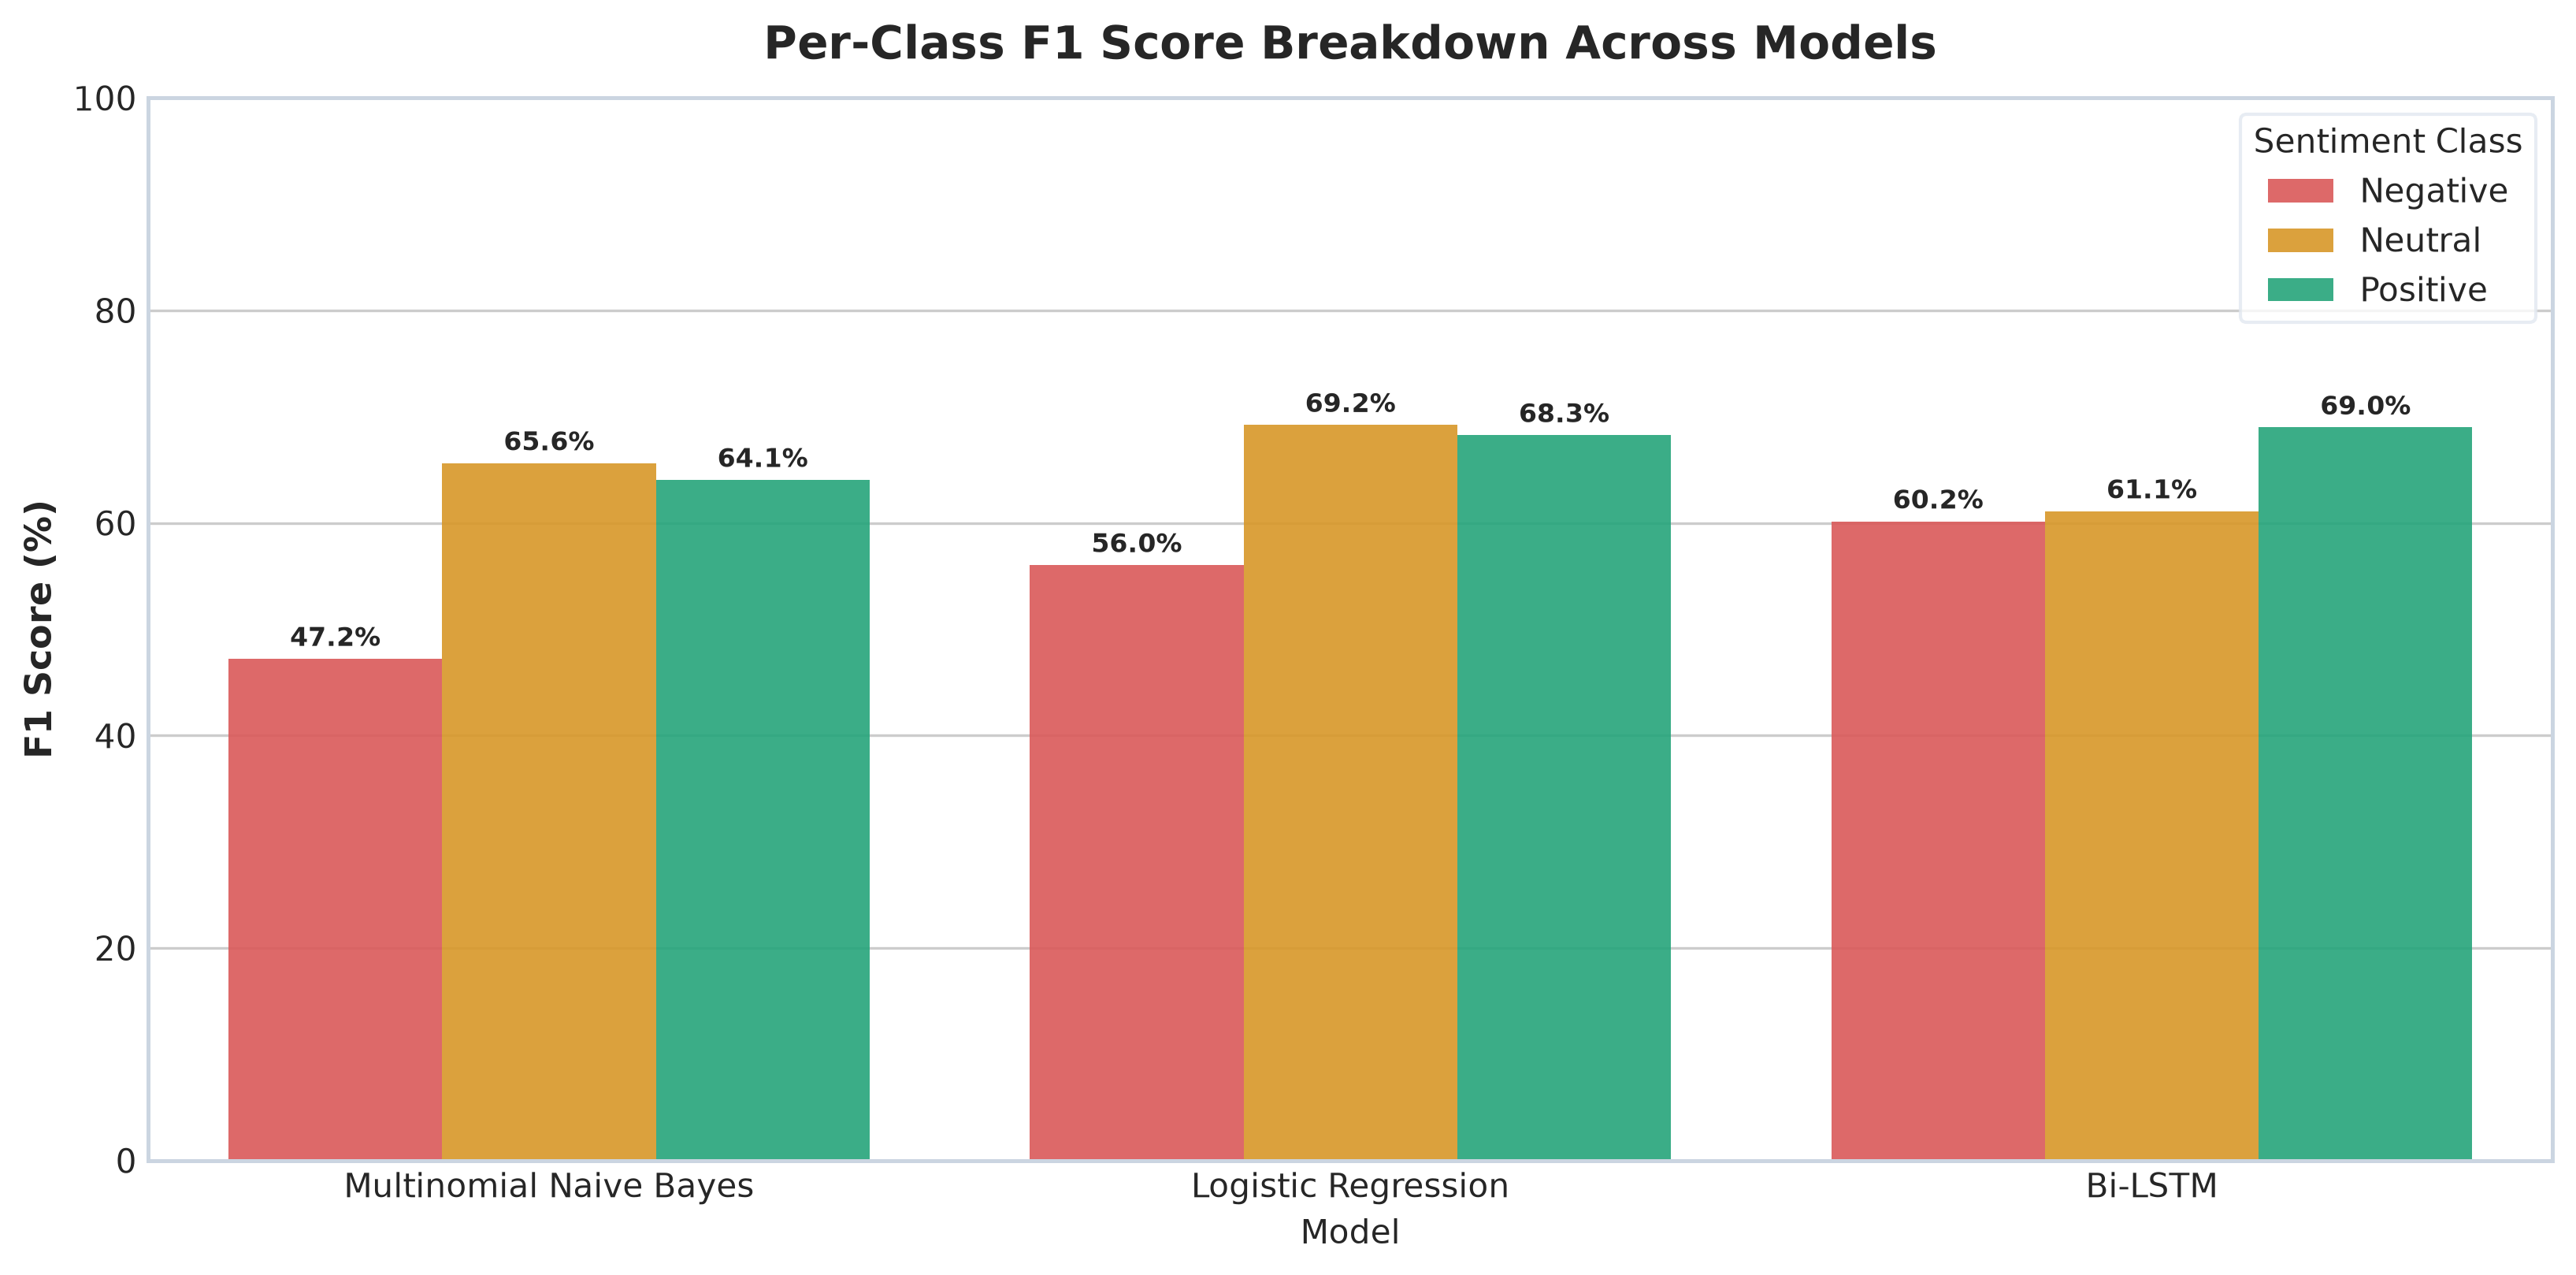 Per-Class F1 Score Breakdown Across Models
F1 Score (%)
100
80
60
40
20
0
Sentiment Class
Negative
Neutral
Positive
47.2%
65.6%
64.1%
56.0%
69.2%
68.3%
60.2%
61.1%
69.0%
Multinomial Naive Bayes
Logistic Regression
Bi-LSTM
Model